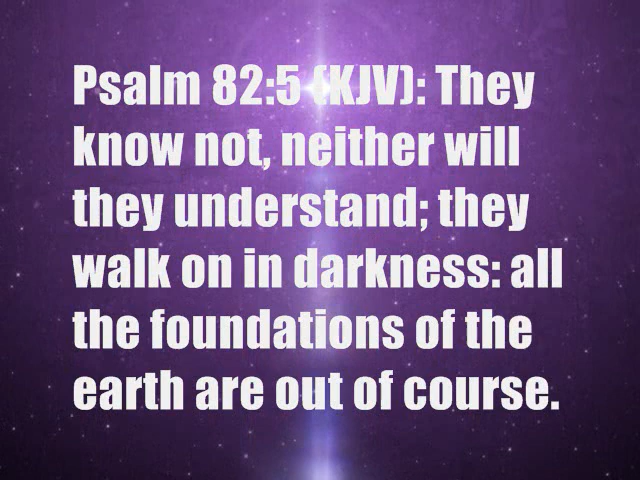 Psalm 82:5 (KJV): They
know not, neither will
they understand; they
walk on in darkness: all
the foundations of the
earth are out of course.